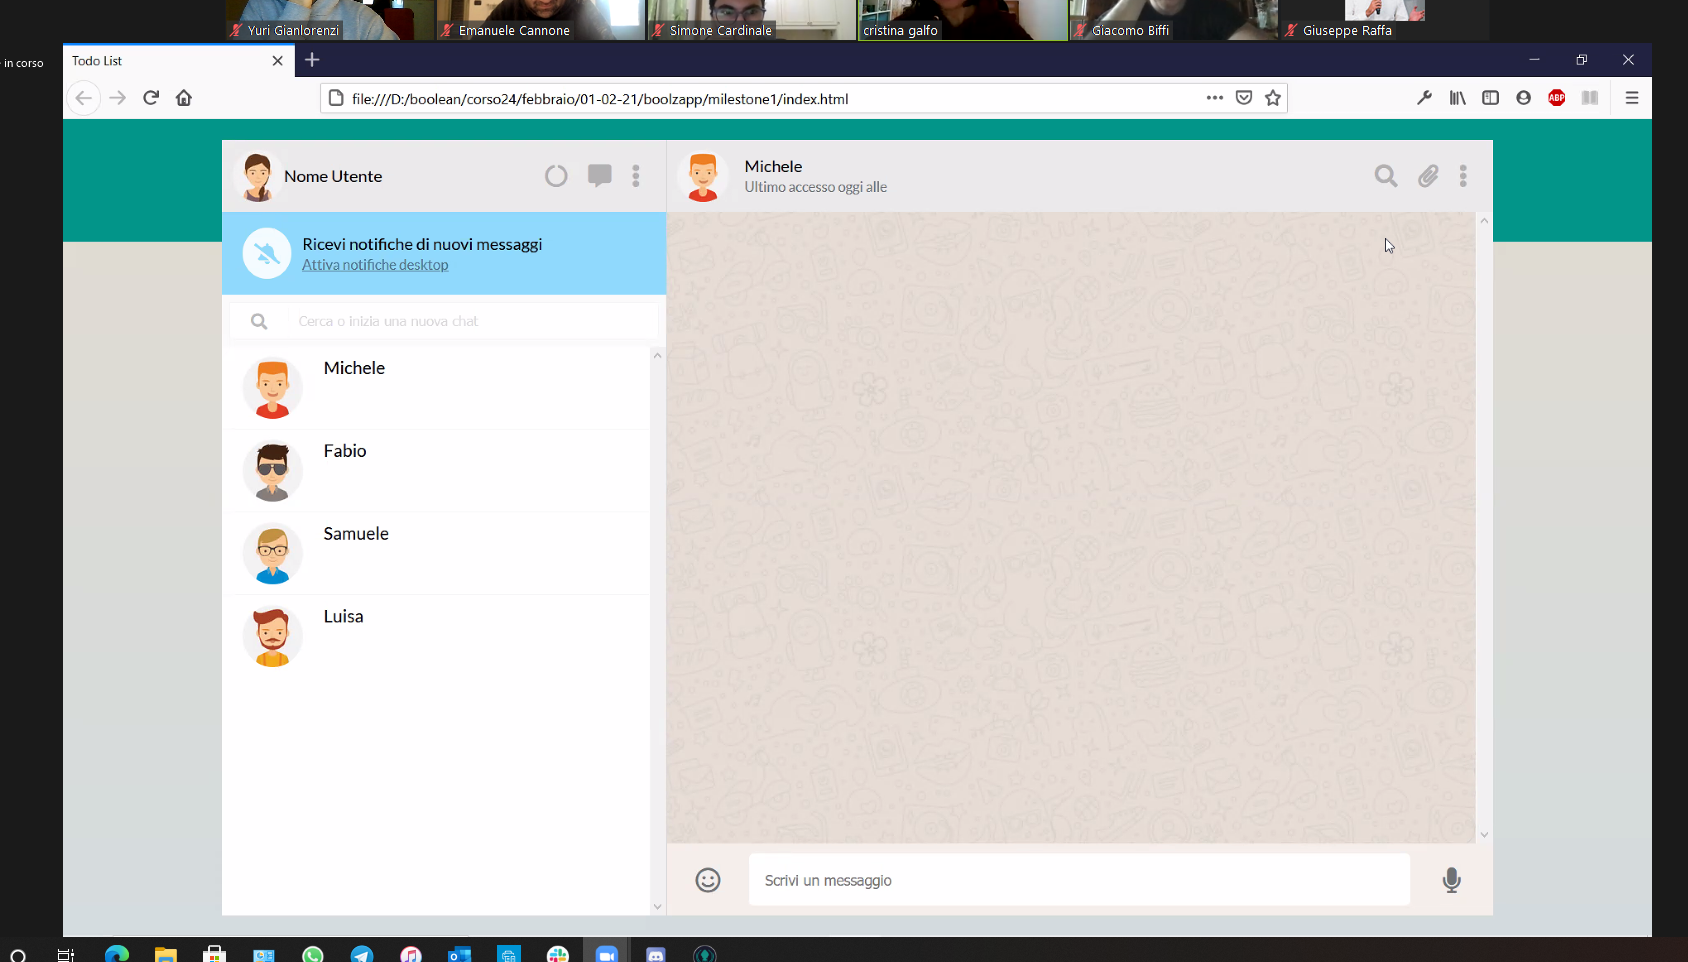 Yuri Gianlorenzi
Emanuele Cannone
Simone Cardinale
cristina galfo
Giacomo Biffi
Giuseppe Raffa
in corso
Todo List
file:///D:/boolean/corso24/febbraio/01-02-21/boolzapp/milestone1/index.html
ABP
Nome Utente
Michele
Ultimo accesso oggi alle
Ricevi notifiche di nuovi messaggi
Attiva notifiche desktop
Cerca o inizia una nuova chat
Michele
Fabio
Samuele
Luisa
Scrivi un messaggio